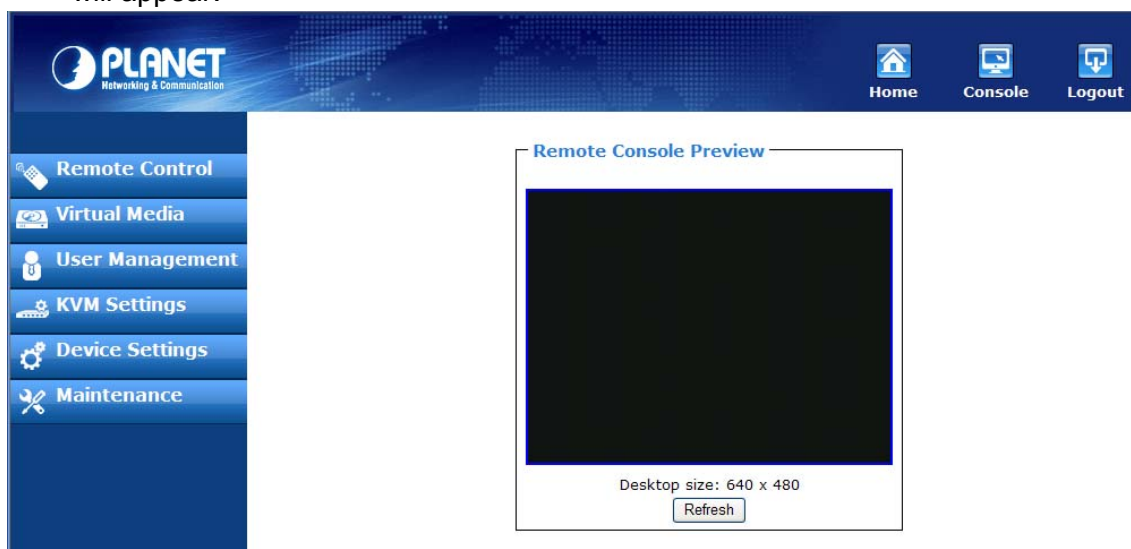 will appear:
PLANET
Networking & Communication
Home Console Logout
Remote Control
Virtual Media
User Management
KVM Settings
Device Settings
Maintenance
Remote Console Preview
Desktop size: 640 x 480
Refresh